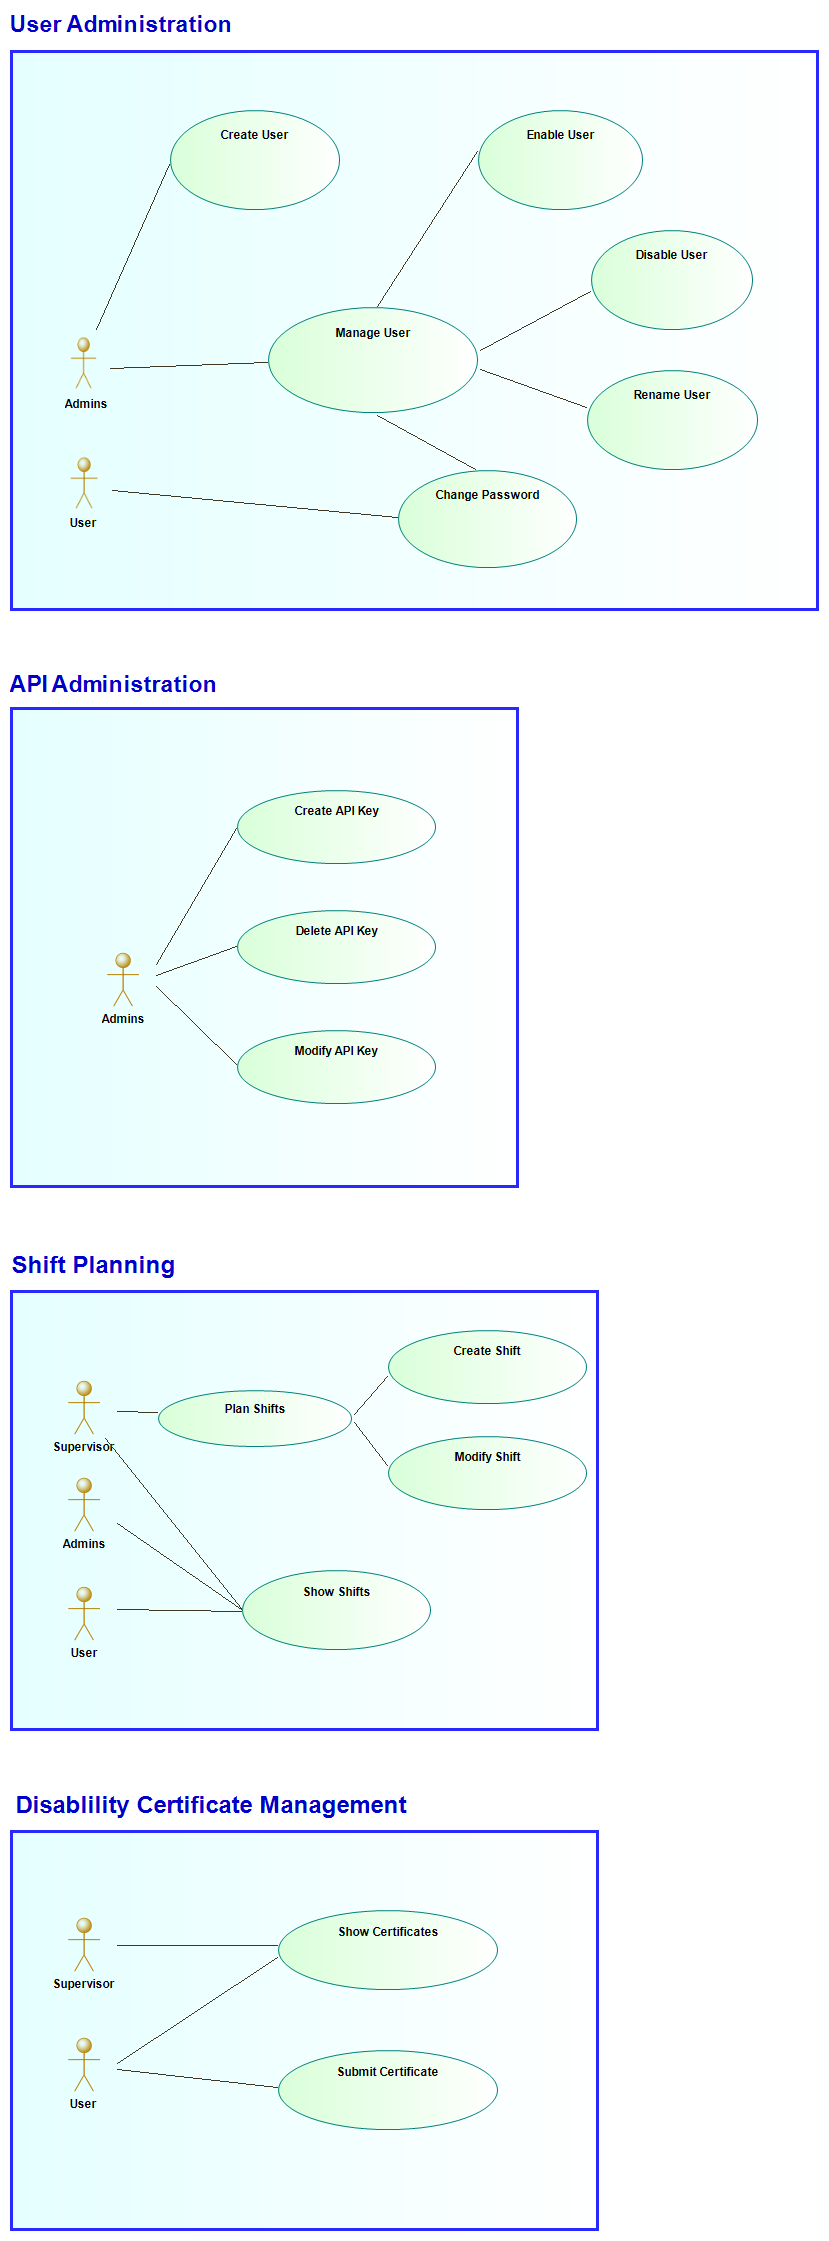 User Administration
Create User
Enable User
Disable User
Manage User
Rename User
Admins
Change Password
User
API Administration
Create API Key
Delete API Key
Admins
Modify API Key
Shift Planning
Create Shift
Plan Shifts
Supervisor
Modify Shift
Admins
Show Shifts
User
Disablility Certificate Management
Show Certificates
Supervisor
Submit Certificate
User